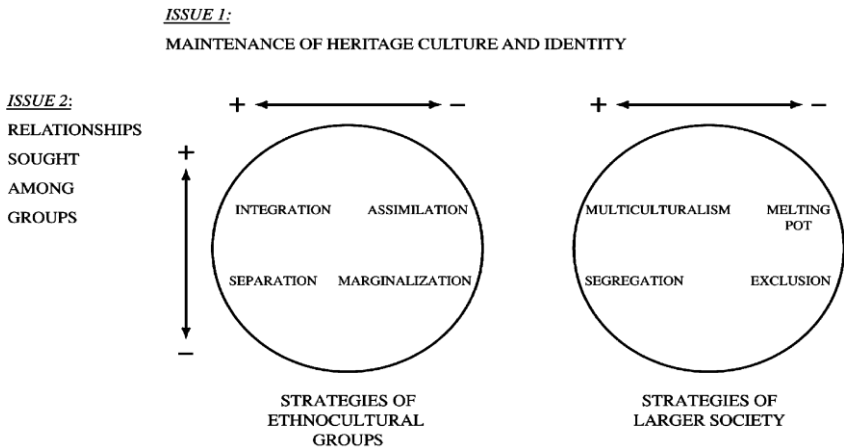 ISSUE 1:
MAINTENANCE OF HERITAGE CULTURE AND IDENTITY
ISSUE 2:
RELATIONSHIPS
SOUGHT
AMONG
GROUPS
+ −
+ −
+
−
INTEGRATION ASSIMILATION
SEPARATION MARGINALIZATION
MULTICULTURALISM MELTING
POT
SEGREGATION EXCLUSION
STRATEGIES OF
ETHNOCULTURAL
GROUPS
STRATEGIES OF
LARGER SOCIETY